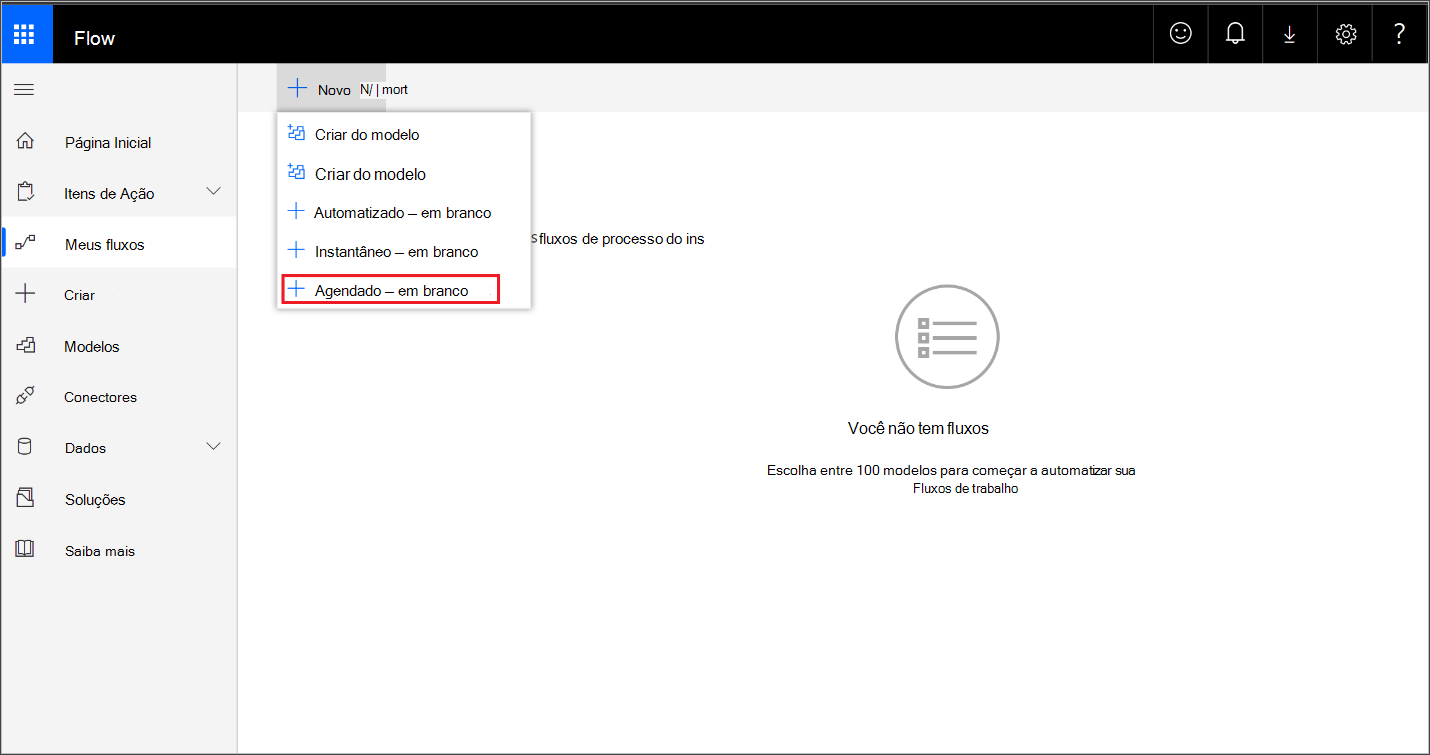 Flow
?
Novo N/ | mort
Criar do modelo
Criar do modelo
Automatizado – em branco
Instantâneo – em branco
Agendado – em branco
Página Inicial
Itens de Ação
Meus fluxos
Criar
Modelos
Conectores
Dados
Soluções
Saiba mais
sfluxos de processo do ins
Você não tem fluxos
Escolha entre 100 modelos para começar a automatizar sua
Fluxos de trabalho